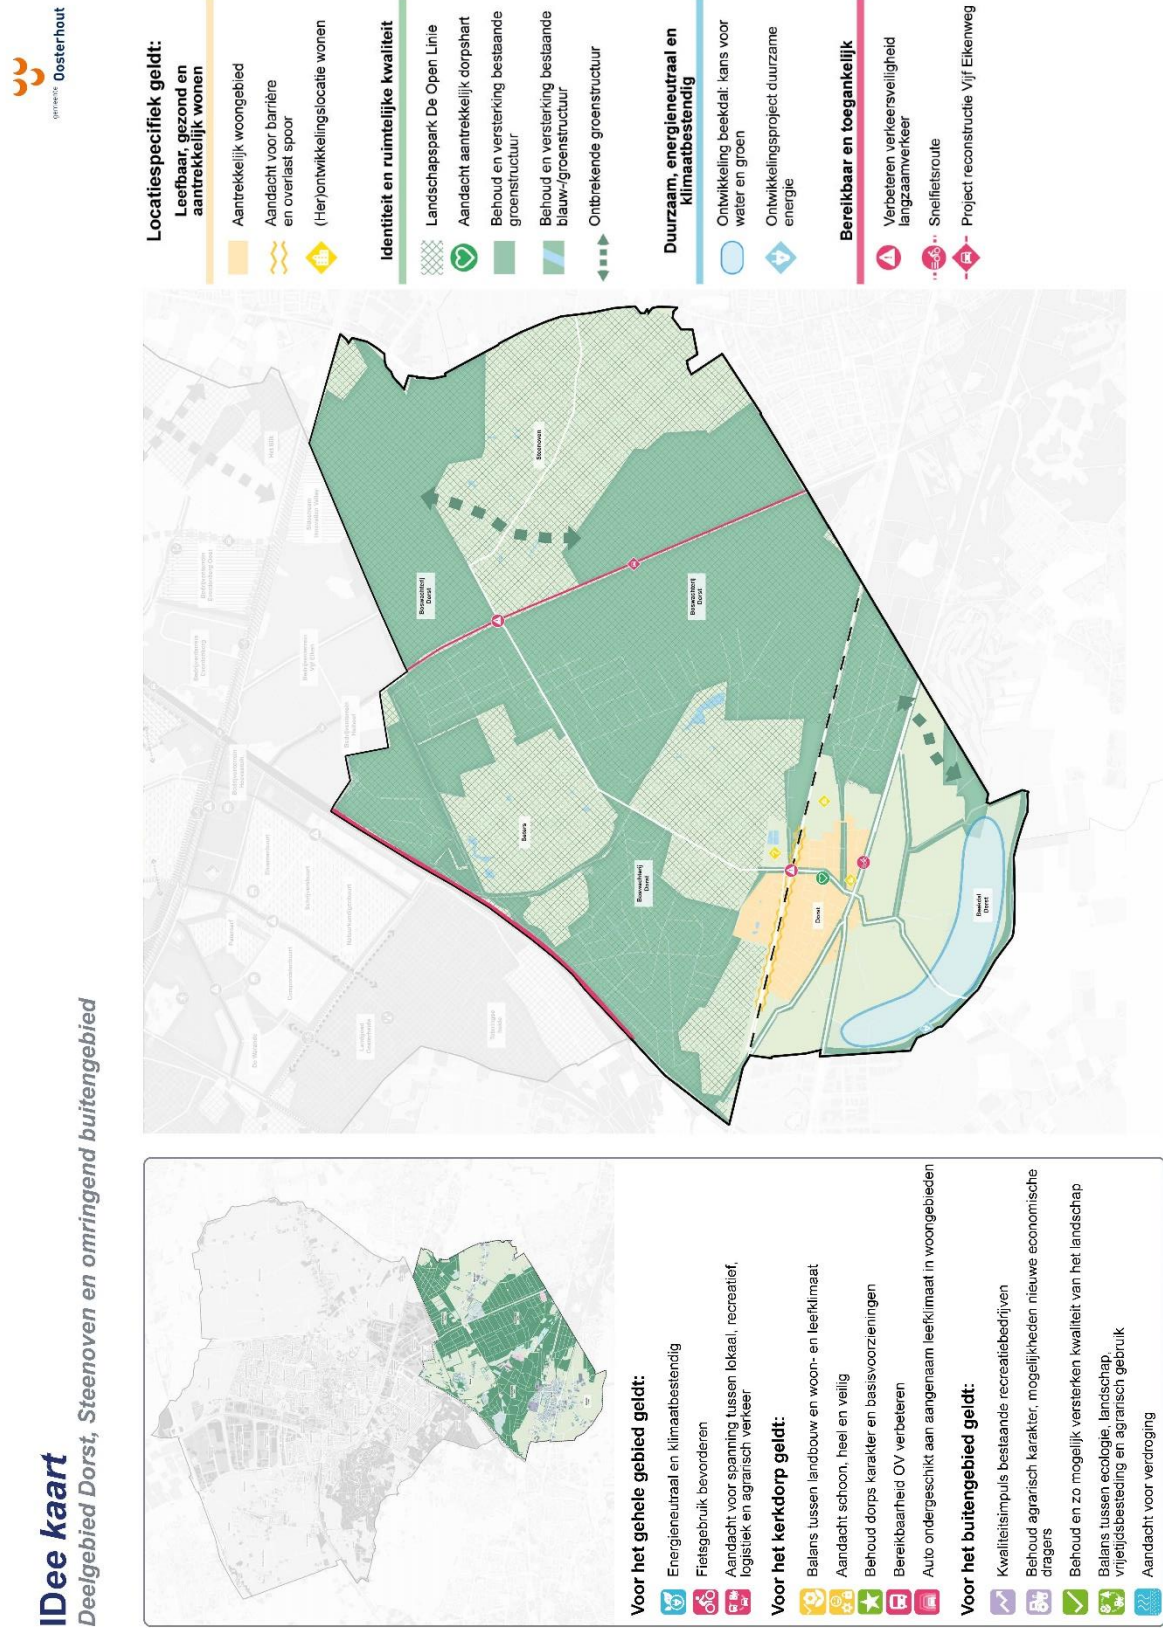 IDee kaart
Deelgebied Dorst, Steenoven en omringend buitengebied
gemeente Oosterhout
Voor het gehele gebied geldt:
Energieneutraal en klimaatbestendig
Fietsgebruik bevorderen
Aandacht voor spanning tussen lokaal, recreatief,
logistiek en agrarisch verkeer
Voor het kerkdorp geldt:
Balans tussen landbouw en woon- en leefklimaat
Aandacht schoon, heel en veilig
Behoud dorps karakter en basisvoorzieningen
Bereikbaarheid OV verbeteren
Auto ondergeschikt aan aangenaam leefklimaat in woongebieden
Voor het buitengebied geldt:
Kwaliteitsimpuls bestaande recreatiebedrijven
Behoud agrarisch karakter, mogelijkheden nieuwe economische
dragers
Behoud en zo mogelijk versterken kwaliteit van het landschap
Balans tussen ecologie, landschap,
vrijetijdsbesteding en agrarisch gebruik
Aandacht voor verdroging
Boswachterij
Dorst
Steenoven
Boswachterij
Dorst
Seters
Boswachterij
Dorst
Dorst
Beekdal
Dorst
Locatiespecifiek geldt:
Leefbaar, gezond en
aantrekkelijk wonen
Aantrekkelijk woongebied
Aandacht voor barrière
en overlast spoor
(Her)ontwikkelingslocatie wonen
Identiteit en ruimtelijke kwaliteit
Landschapspark De Open Linie
Aandacht aantrekkelijk dorpshart
Behoud en versterking bestaande
groenstructuur
Behoud en versterking bestaande
blauw-/groenstructuur
Ontbrekende groenstructuur
Duurzaam, energieneutraal en
klimaatbestendig
Ontwikkeling beekdal: kans voor
water en groen
Ontwikkelingsproject duurzame
energie
Bereikbaar en toegankelijk
Verbeteren verkeersveiligheid
langzaamverkeer
Snelfietsroute
Project reconstructie Vijf Eikenweg